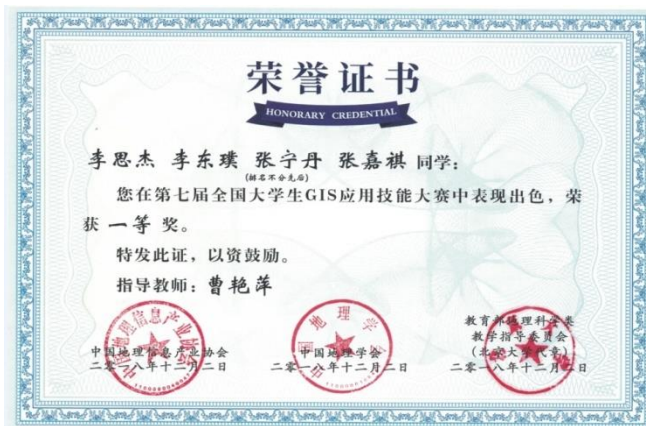 荣誉证书
HONORARY CREDENTIAL
李思杰 李东璞 张宁丹 张嘉祺 同学:
(排名不分先后)
您在第七届全国大学生GIS应用技能大赛中表现出色，荣
获 一等 奖。
特发此证，以资鼓励。
指导教师：曹艳萍
中国地理信息产业协会
二零一八年十二月二日
中国地理学会
二零一八年十二月二日
教育部地理科学类
教学指导委员会
(北京大学代章)
二零一八年十二月二日